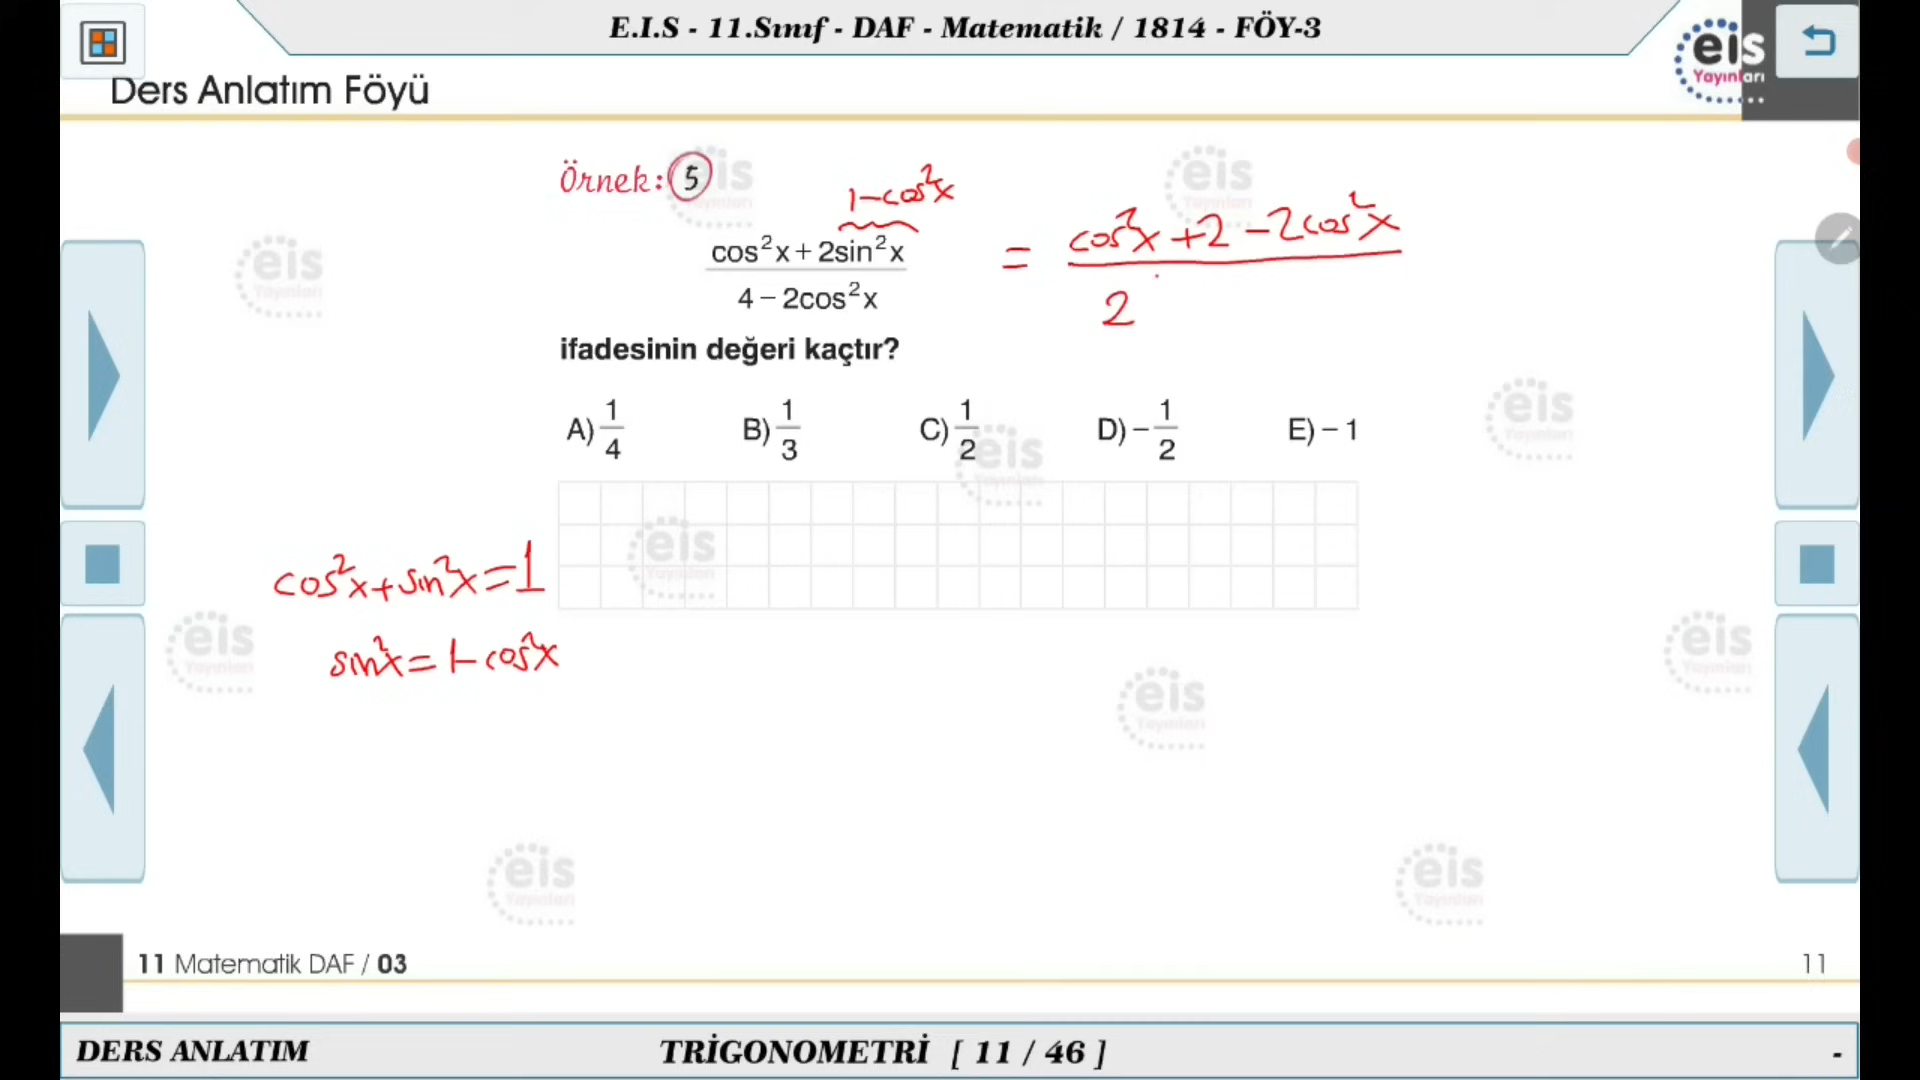 E.I.S - 11.Sınıf - DAF - Matematik / 1814 - FÖY-3
eis
Yayınları
Ders Anlatım Föyü
Örnek: 5
1-cos²x
cos²x + 2sin²x
4 – 2cos²x
= cos²x + 2 - 2cos²x
2
ifadesinin değeri kaçtır?
A) 1/4 B) 1/3 C) 1/2 D) – 1/2 E) – 1
cos²x + sin²x = 1
sin²x = 1 - cos²x
11 Matematik DAF / 03
11
DERS ANLATIM
TRİGONOMETRİ [ 11 / 46 ]
-